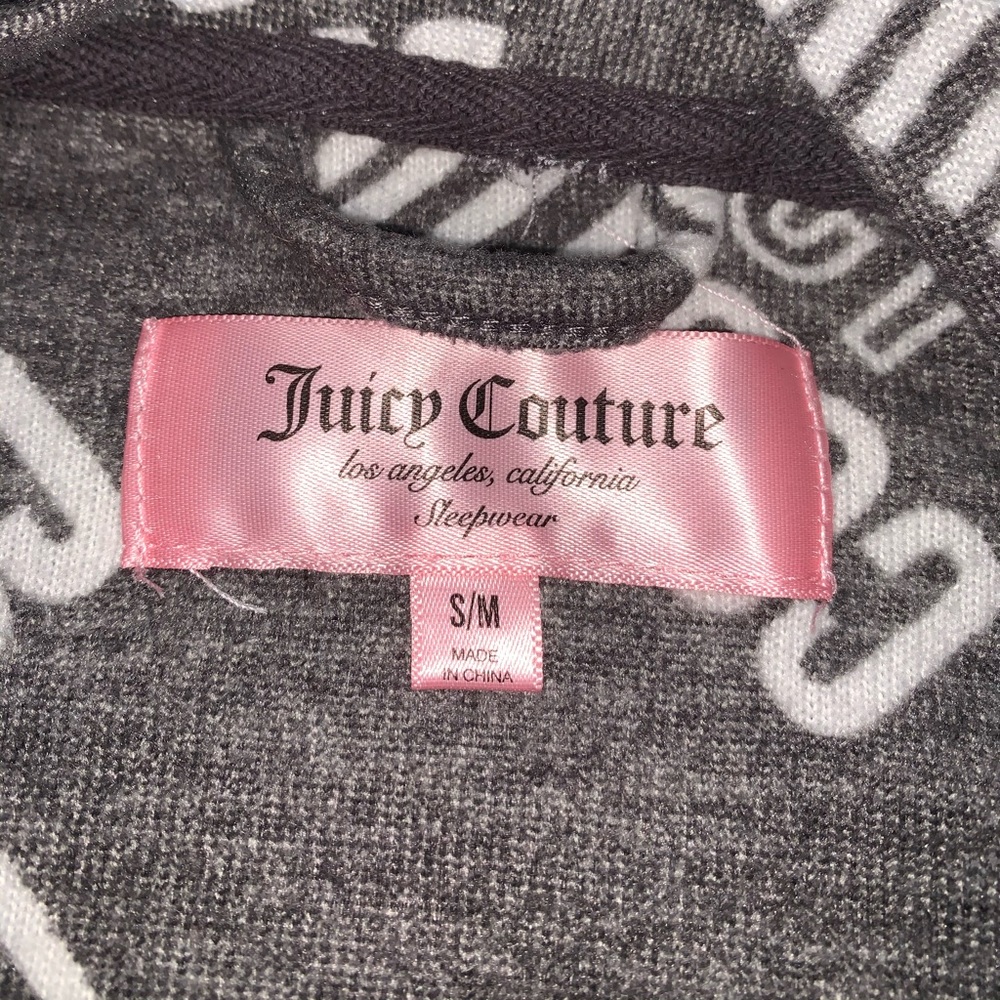 Juicy Couture
los angeles, california
Sleepwear
S/M
MADE
IN CHINA